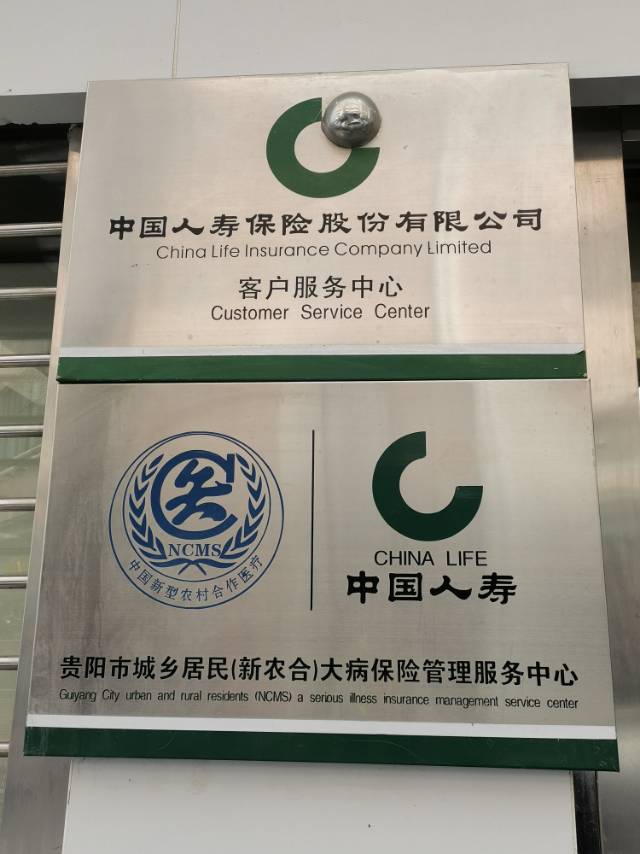 中国人寿保险股份有限公司
China Life Insurance Company Limited
客户服务中心
Customer Service Center
NCMS
中国新型农村合作医疗
CHINA LIFE
中国人寿
贵阳市城乡居民(新农合)大病保险管理服务中心
Guiyang City urban and rural residents (NCMS) a serious illness insurance management service center